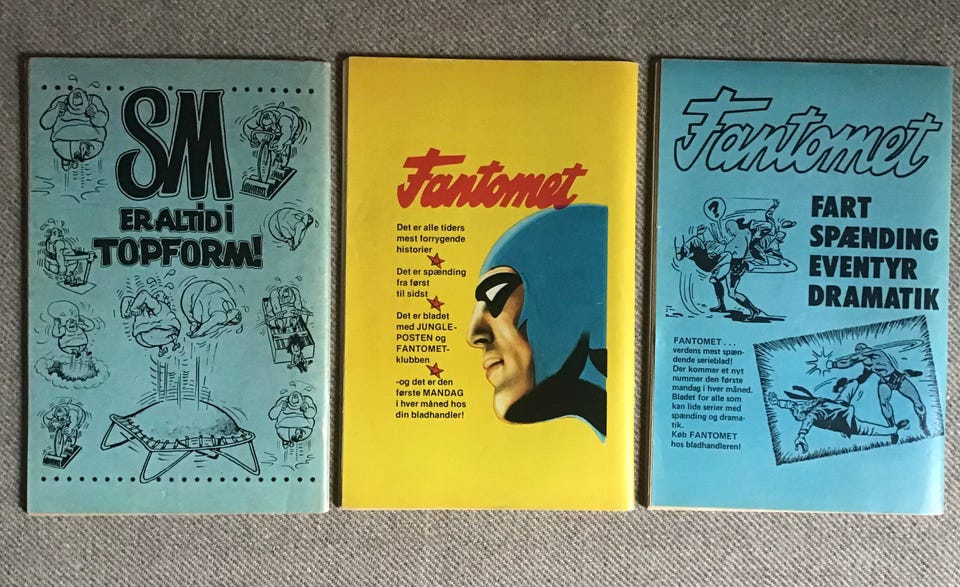 SM
ER ALTID I
TOPFORM!
Fantomet
Det er alle tiders
mest forrygende
historier
Det er spænding
fra først
til sidst
Det er bladet
med JUNGLE-
POSTEN og
FANTOMET-
klubben
-og det er den
første MANDAG
i hver måned hos
din bladhandler!
Fantomet
?
FART
SPÆNDING
EVENTYR
DRAMATIK
FANTOMET...
verdens mest spæn-
dende serieblad!
Der kommer et nyt
nummer den første
mandag i hver måned.
Bladet for alle som
kan lide serier med
spænding og drama-
tik.
Køb FANTOMET
hos bladhandleren!